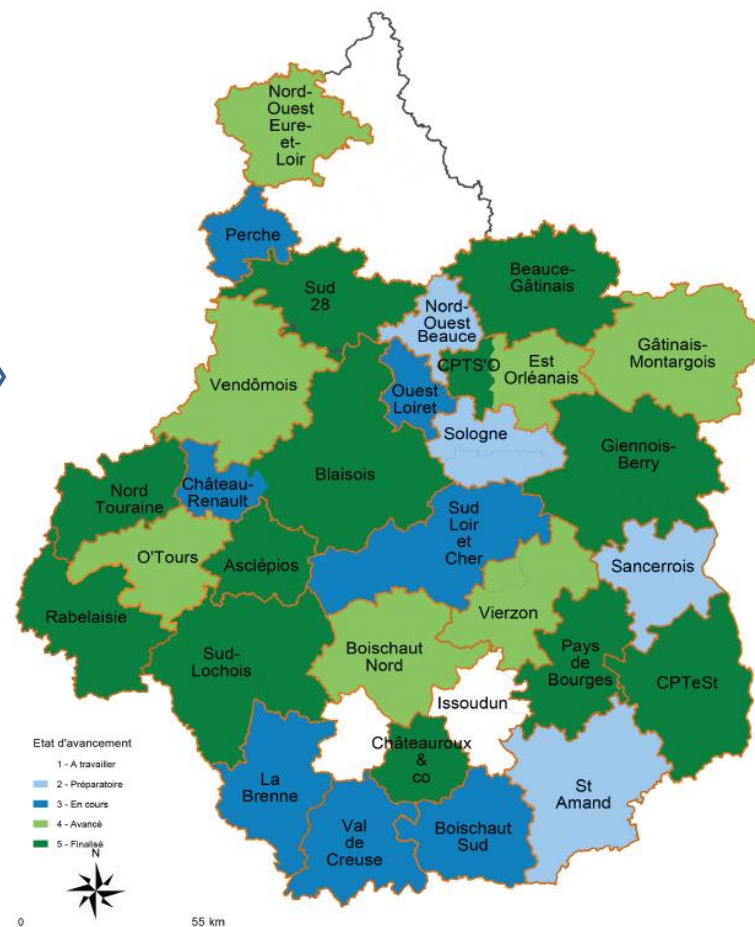 Nord-
Ouest
Eure-
et-
Loir
Perche
Sud
28
Beauce-
Gâtinais
Nord-
Ouest
Beauce
Vendômois
CPTS'O
Est
Orléanais
Gâtinais-
Montargois
Ouest
Loiret
Sologne
Blaisois
Giennois-
Berry
Château-
Renault
Nord
Touraine
Sud
Loir
et
Cher
O'Tours
Asclépios
Sancerrois
Rabelaisie
Vierzon
Sud-
Lochois
Boischaut
Nord
Pays
de
Bourges
CPTeSt
Issoudun
Châteauroux
&
co
La
Brenne
Val
de
Creuse
Boischaut
Sud
St
Amand
Etat d'avancement
1 - A travailler
2 - Préparatoire
3 - En cours
4 - Avancé
5 - Finalisé
N
0 55 km